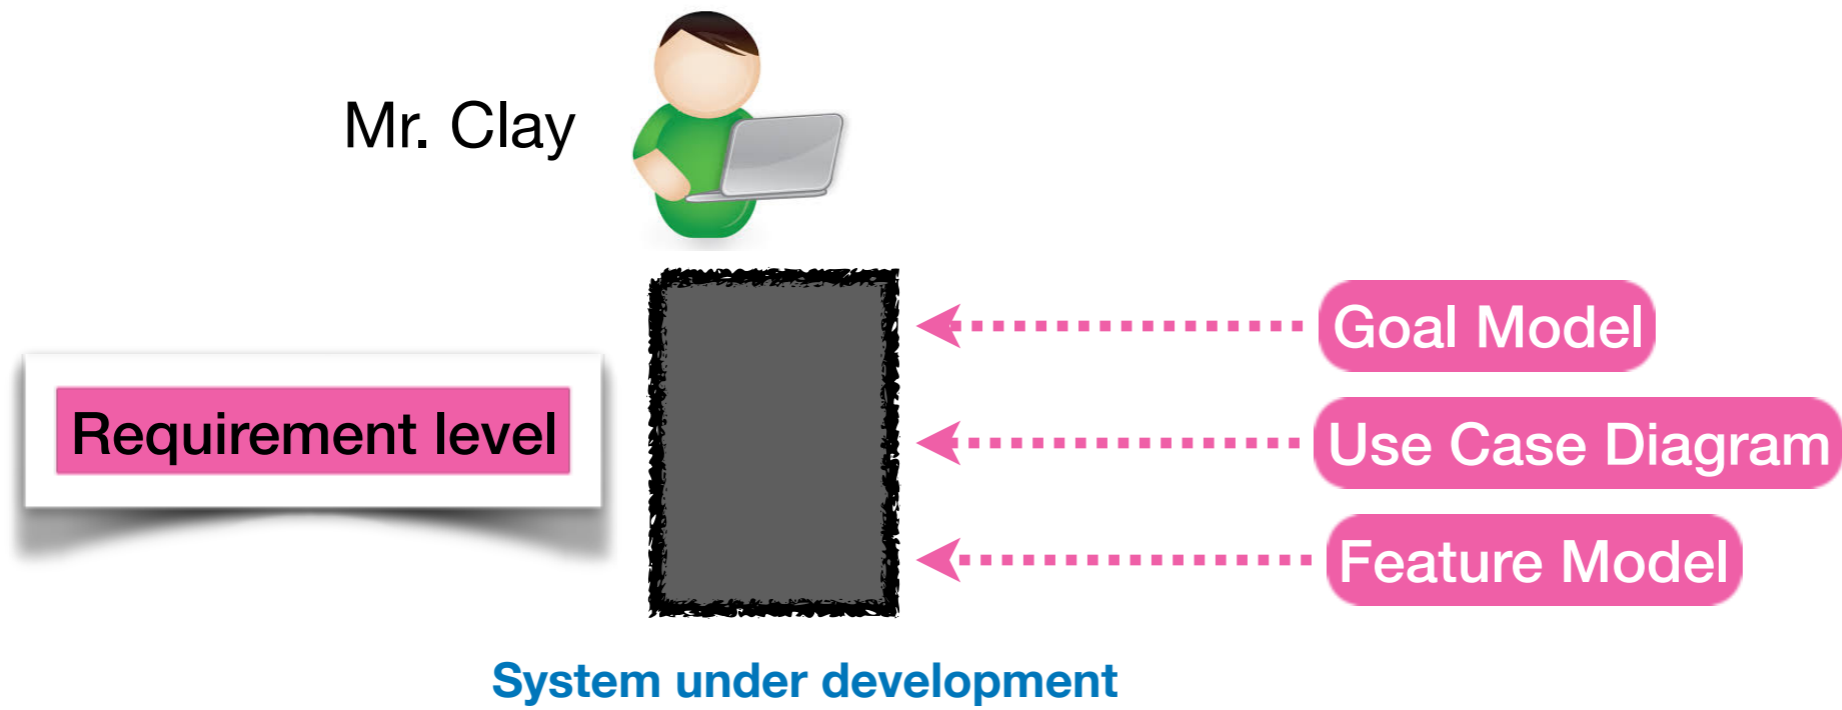 Mr. Clay
Requirement level
Goal Model
Use Case Diagram
Feature Model
System under development